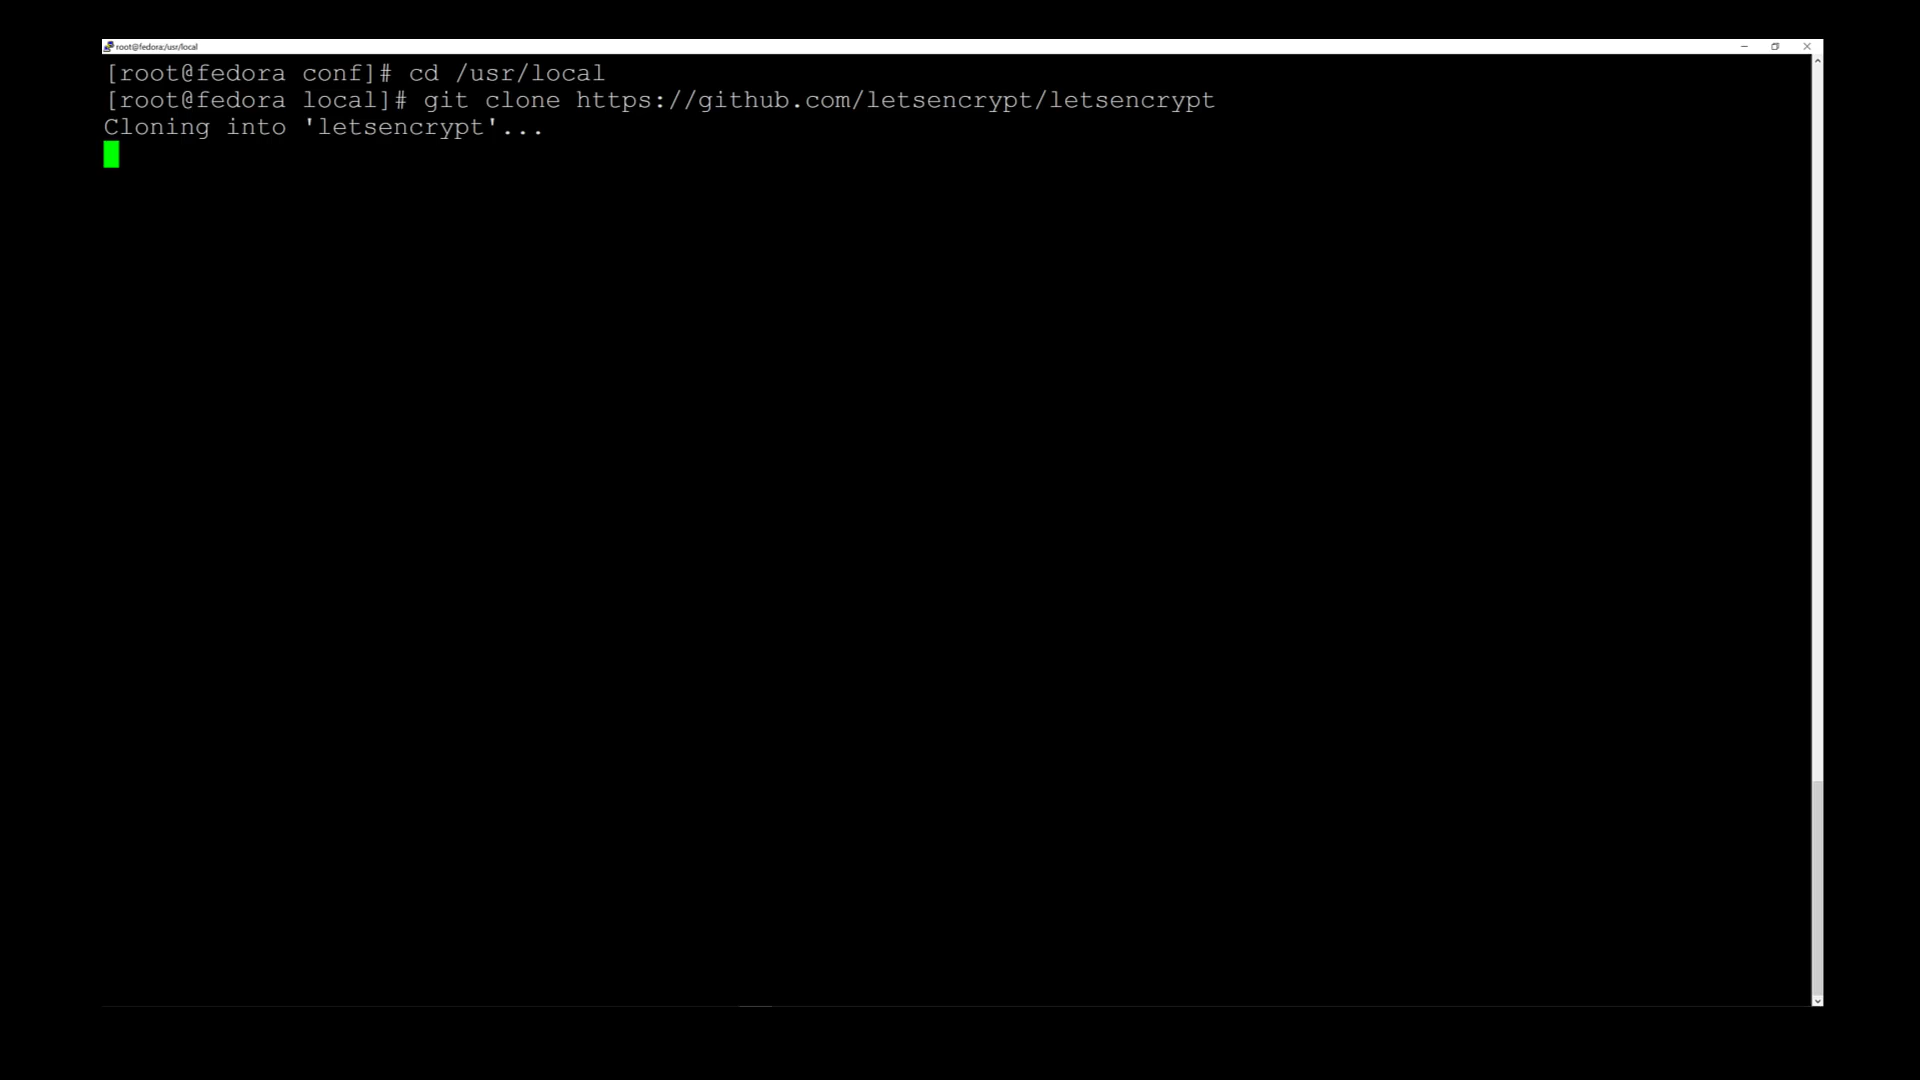 root@fedora:/usr/local
[root@fedora conf]# cd /usr/local
[root@fedora local]# git clone https://github.com/letsencrypt/letsencrypt
Cloning into 'letsencrypt'...